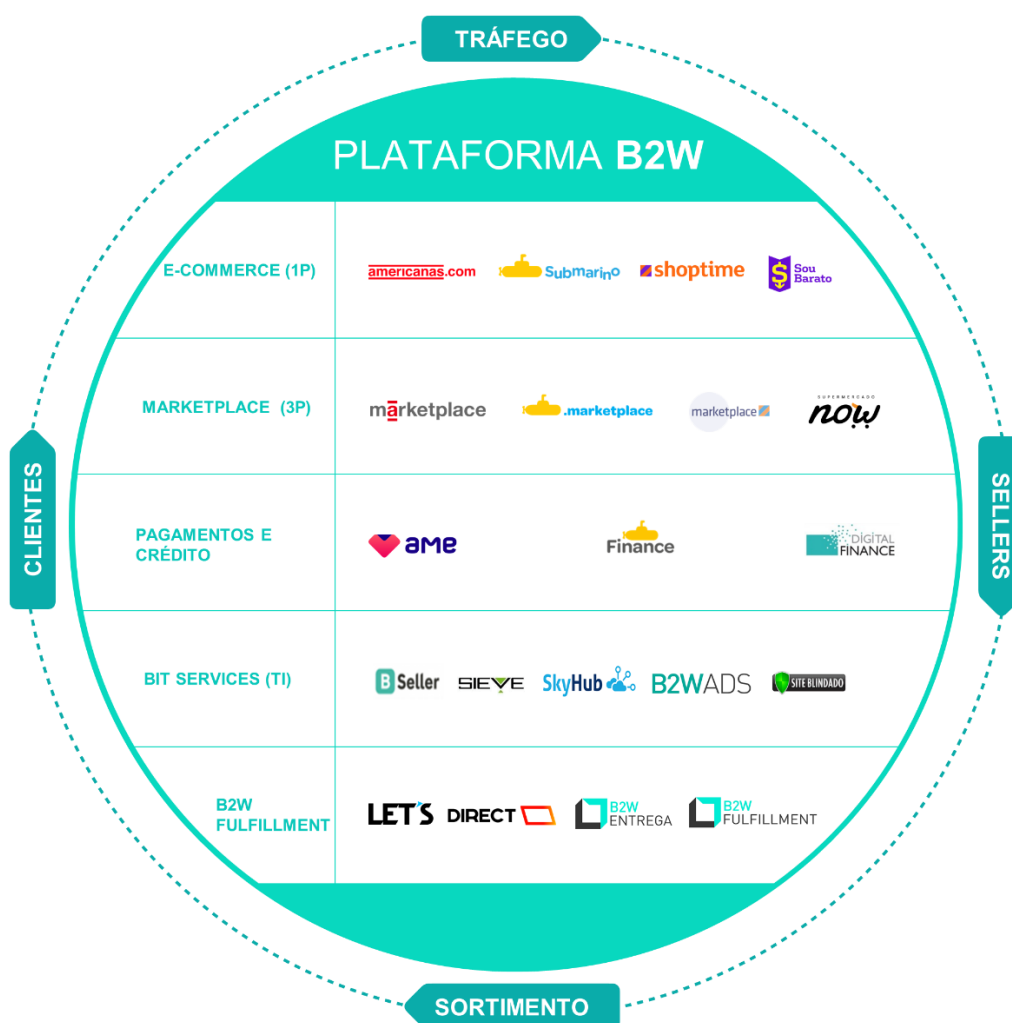 TRÁFEGO
PLATAFORMA B2W
E-COMMERCE (1P)
americanas.com
Submarino
shoptime
Sou
Barato
MARKETPLACE (3P)
marketplace
.marketplace
marketplace
SUPERMERCADO
now
PAGAMENTOS E
CRÉDITO
ame
Finance
DIGITAL
FINANCE
BIT SERVICES (TI)
B Seller
SIEVE
SkyHub
B2WADS
SITE BLINDADO
B2W
FULFILLMENT
LET'S
DIRECT
B2W
ENTREGA
B2W
FULFILLMENT
CLIENTES
SELLERS
SORTIMENTO